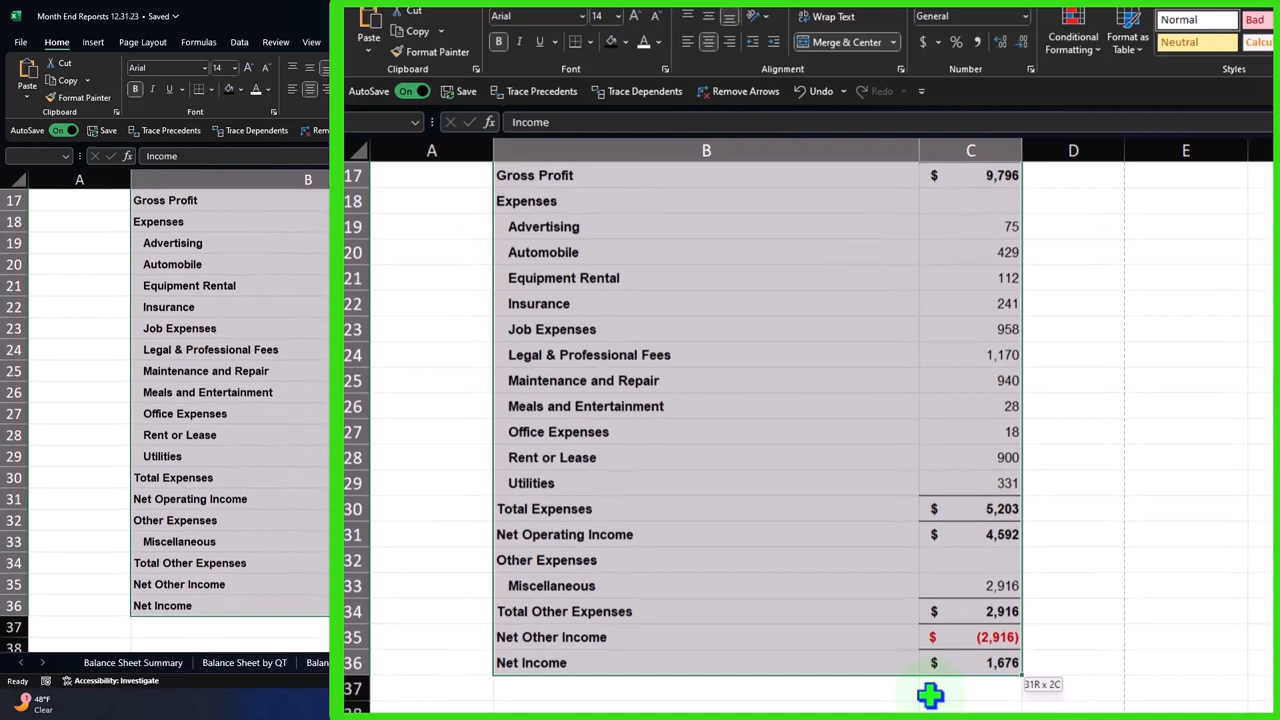 Month End Reposrts 12.31.23 • Saved
File Home Insert Page Layout Formulas Data Review View
Paste
Cut
Copy
Format Painter
Clipboard
Arial 14
B I U
Font
AutoSave On Save Trace Precedents Trace Dependents Rem
fx Income
A B
17 Gross Profit
18 Expenses
19 Advertising
20 Automobile
21 Equipment Rental
22 Insurance
23 Job Expenses
24 Legal & Professional Fees
25 Maintenance and Repair
26 Meals and Entertainment
27 Office Expenses
28 Rent or Lease
29 Utilities
30 Total Expenses
31 Net Operating Income
32 Other Expenses
33 Miscellaneous
34 Total Other Expenses
35 Net Other Income
36 Net Income
37
38
Balance Sheet Summary Balance Sheet by QT Balan
Ready Accessibility: Investigate
1 48°F
Clear
Paste
Cut
Copy
Format Painter
Clipboard
Arial 14
B I U
Font
Wrap Text
Merge & Center
Alignment
General
$ % 9
Number
Conditional
Formatting
Format as
Table
Normal Bad
Neutral Calcu
Styles
AutoSave On Save Trace Precedents Trace Dependents Remove Arrows Undo Redo
fx Income
A B C D E
17 Gross Profit $ 9,796
18 Expenses
19 Advertising 75
20 Automobile 429
21 Equipment Rental 112
22 Insurance 241
23 Job Expenses 958
24 Legal & Professional Fees 1,170
25 Maintenance and Repair 940
26 Meals and Entertainment 28
27 Office Expenses 18
28 Rent or Lease 900
29 Utilities 331
30 Total Expenses $ 5,203
31 Net Operating Income $ 4,592
32 Other Expenses
33 Miscellaneous 2,916
34 Total Other Expenses $ 2,916
35 Net Other Income $ (2,916)
36 Net Income $ 1,676
37
31R x 2C